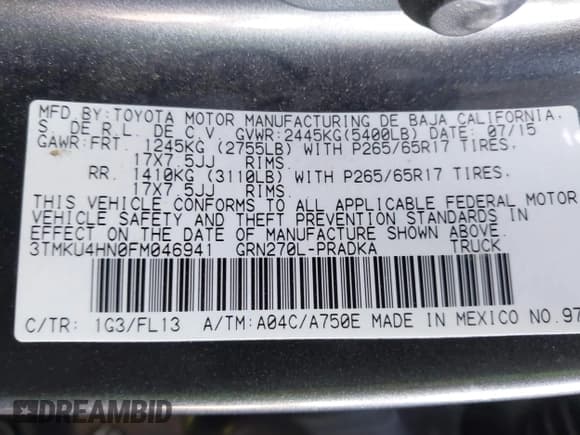 MFD.BY:TOYOTA MOTOR MANUFACTURING DE BAJA CALIFORNIA.
S. DE R.L. DE C.V. GVWR:2445KG(5400LB) DATE: 07/15
GAWR:FRT. 1245KG (2755LB) WITH P265/65R17 TIRES.
17X7.5JJ RIMS.
RR. 1410KG (3110LB) WITH P265/65R17 TIRES.
17X7.5JJ RIMS.
THIS VEHICLE CONFORMS TO ALL APPLICABLE FEDERAL MOTOR
VEHICLE SAFETY AND THEFT PREVENTION STANDARDS IN
EFFECT ON THE DATE OF MANUFACTURE SHOWN ABOVE.
3TMKU4HN0FM046941 GRN270L-PRADKA TRUCK
C/TR: 1G3/FL13 A/TM:A04C/A750E MADE IN MEXICO NO.97
DREAMBID